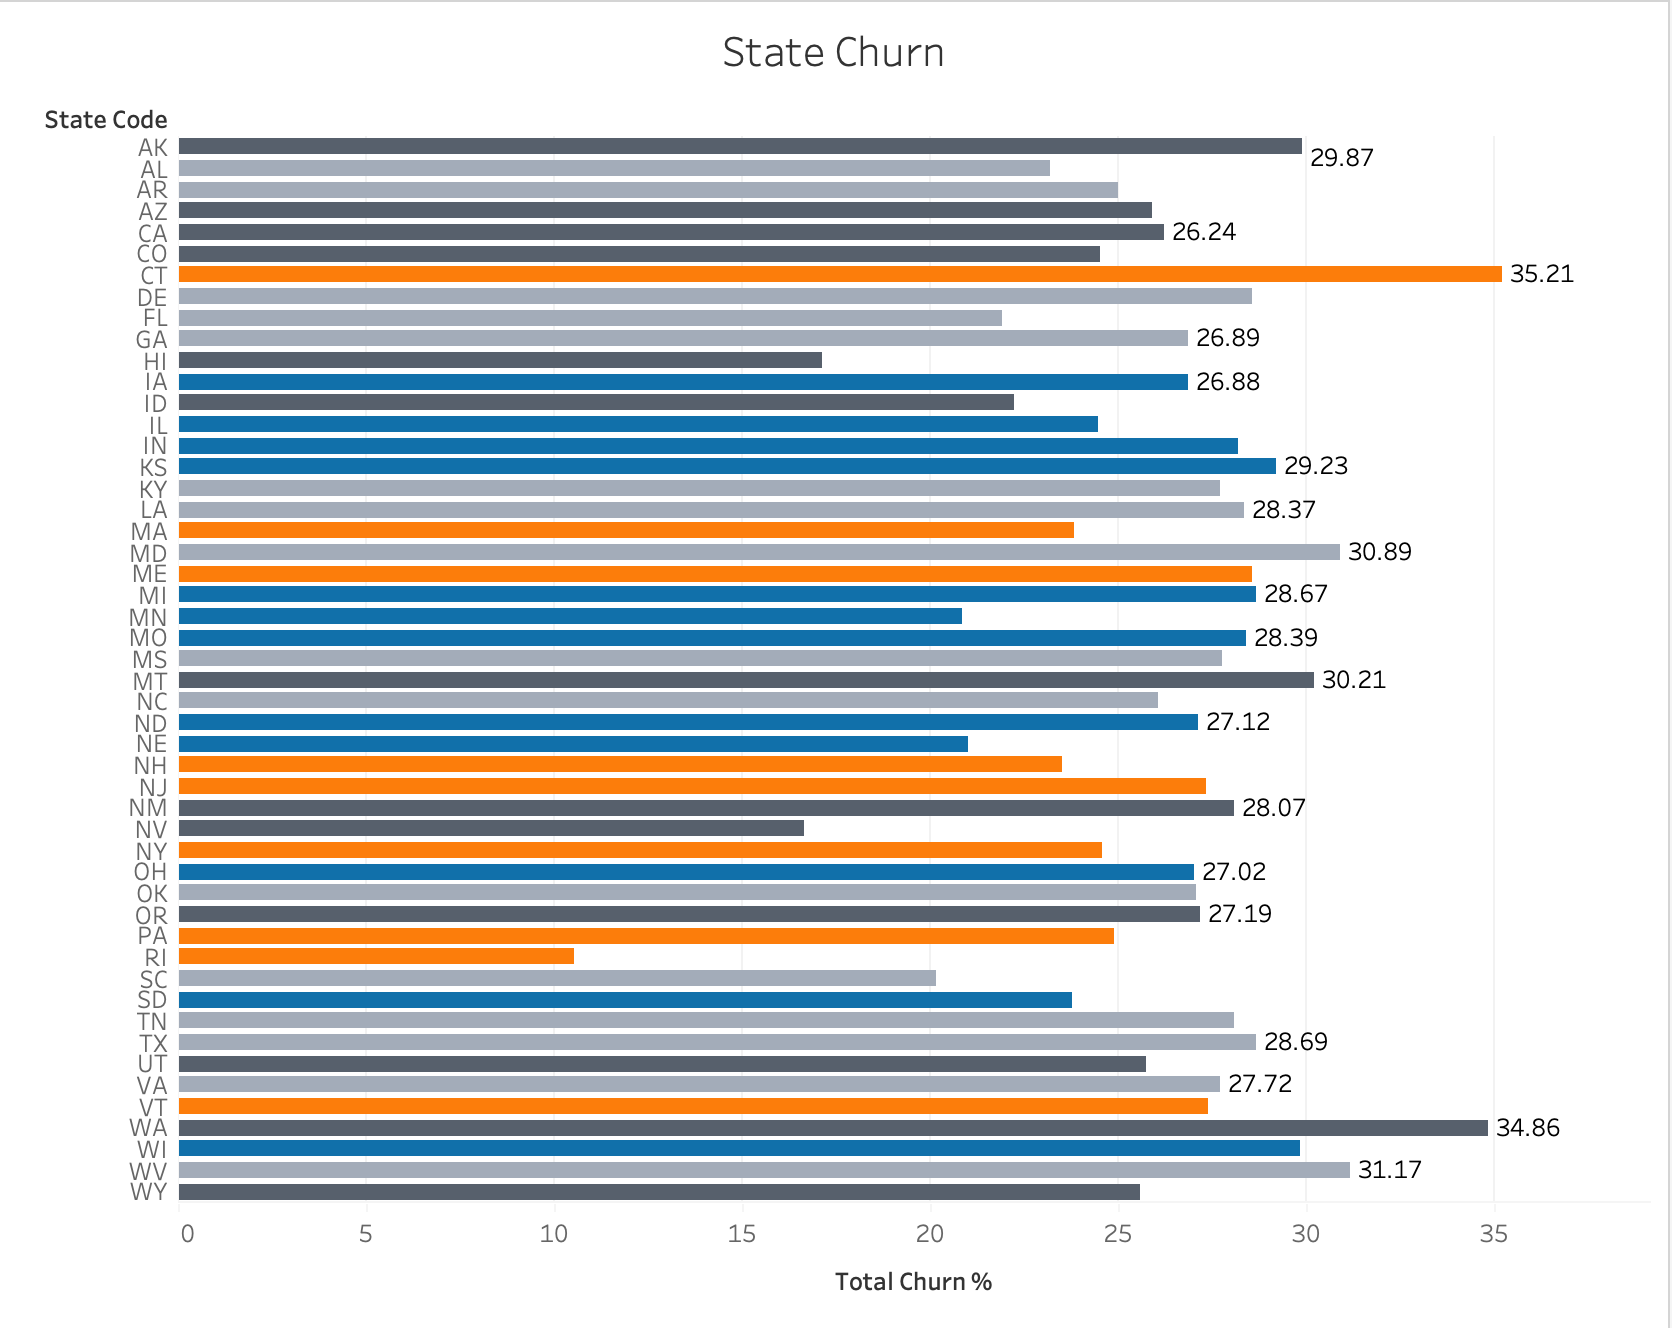 State Churn
State Code
AK 29.87
AL
AR
AZ
CA 26.24
CO
CT 35.21
DE
FL
GA 26.89
HI
IA 26.88
ID
IL
IN
KS 29.23
KY
LA 28.37
MA
MD 30.89
ME
MI 28.67
MN
MO 28.39
MS
MT 30.21
NC
ND 27.12
NE
NH
NJ
NM 28.07
NV
NY
OH 27.02
OK
OR 27.19
PA
RI
SC
SD
TN
TX 28.69
UT
VA 27.72
VT
WA 34.86
WI
WV 31.17
WY
0 5 10 15 20 25 30 35
Total Churn %